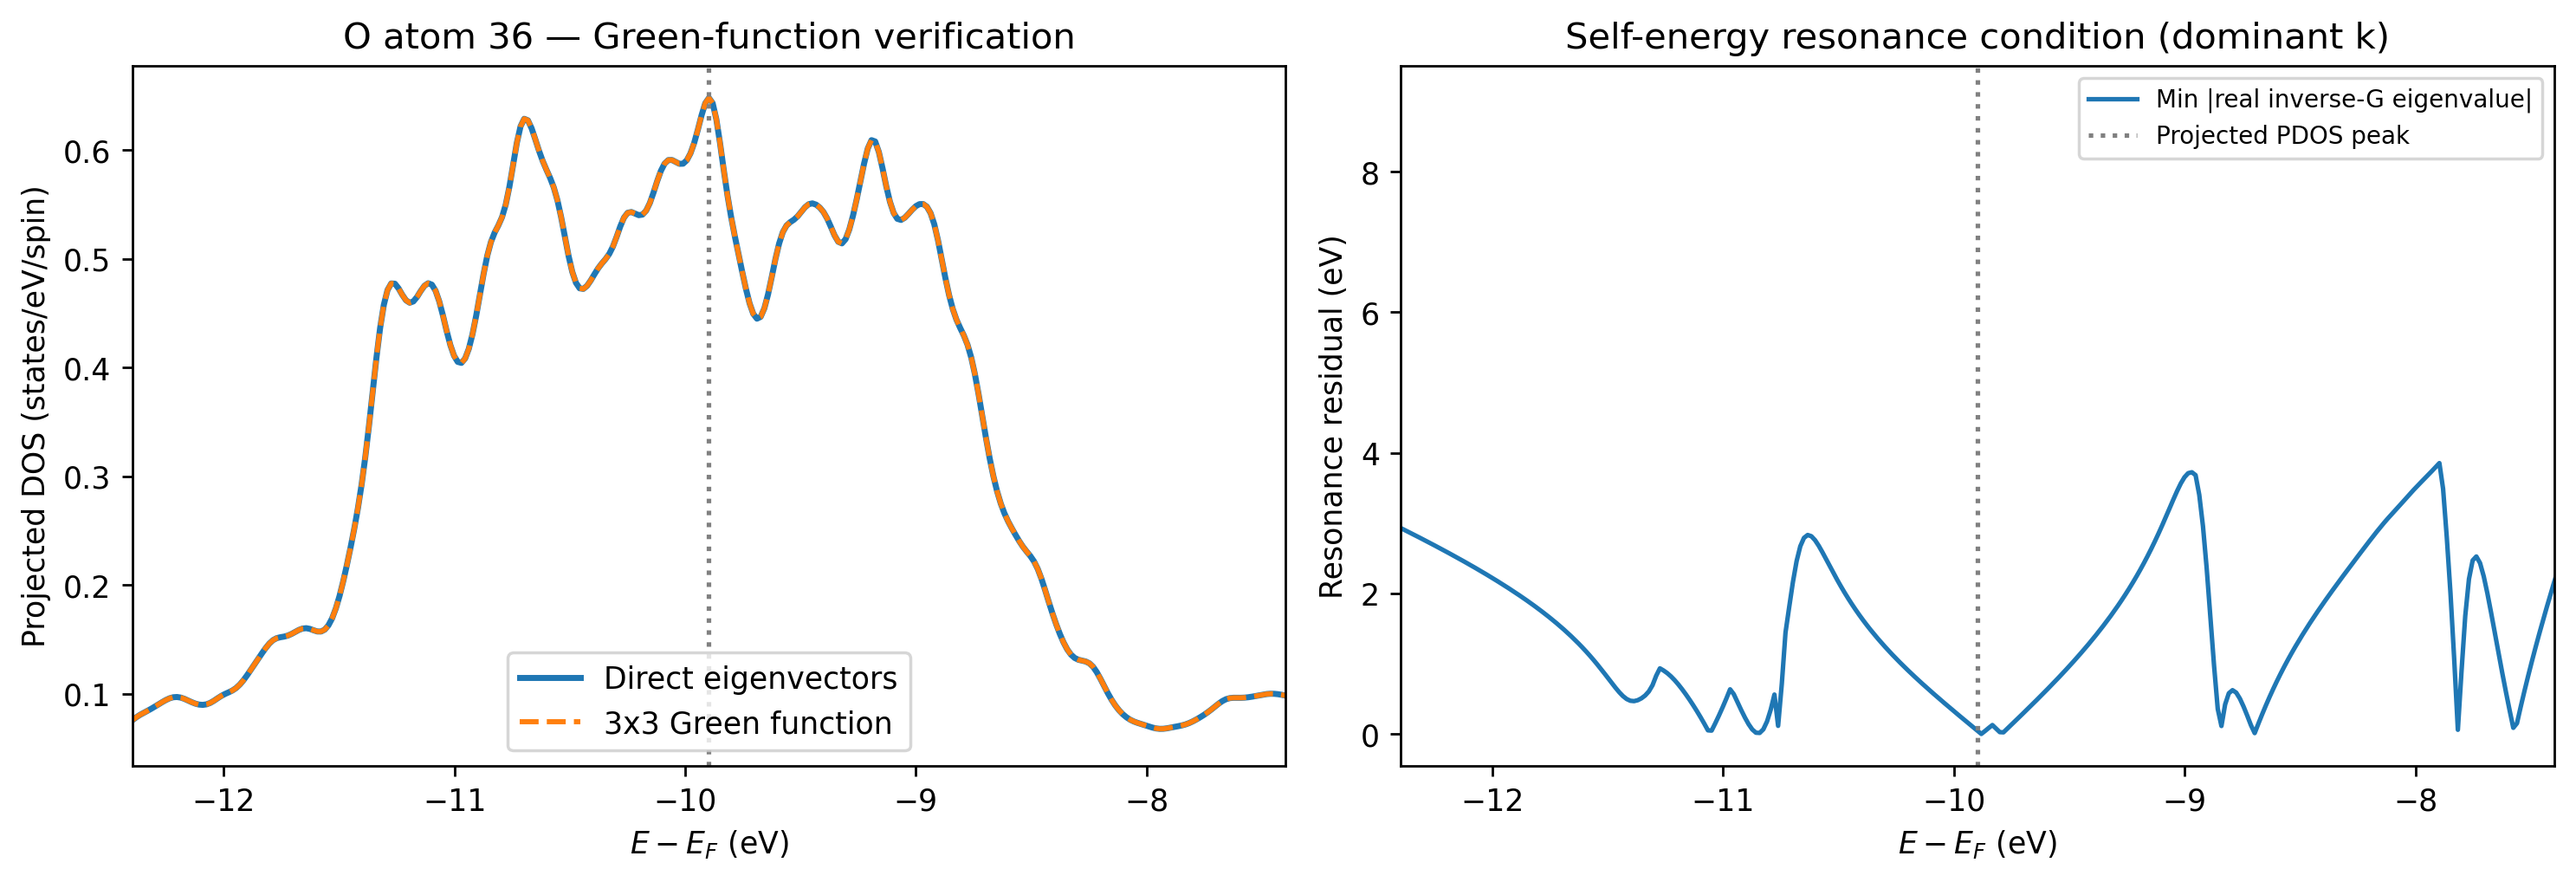 O atom 36 — Green-function verification
Projected DOS (states/eV/spin)
0.6
0.5
0.4
0.3
0.2
0.1
Direct eigenvectors
3x3 Green function
−12
−11
−10
−9
−8
E − E_F (eV)
Self-energy resonance condition (dominant k)
Resonance residual (eV)
8
6
4
2
0
Min |real inverse-G eigenvalue|
Projected PDOS peak
−12
−11
−10
−9
−8
E − E_F (eV)